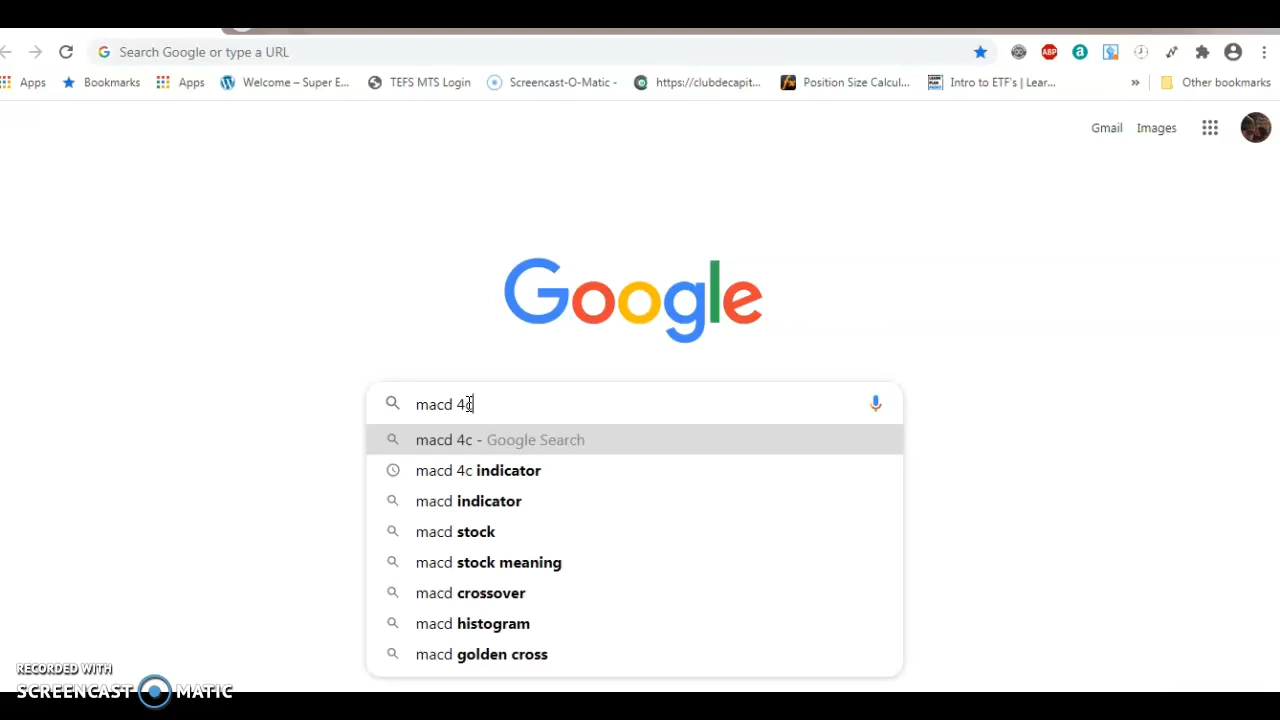 Search Google or type a URL
ABP
a
Apps Bookmarks Apps Welcome – Super E... TEFS MTS Login Screencast-O-Matic - https://clubdecapit... Position Size Calcul... Intro to ETF's | Lear... » Other bookmarks
Gmail Images
Google
macd 4c
macd 4c - Google Search
macd 4c indicator
macd indicator
macd stock
macd stock meaning
macd crossover
macd histogram
macd golden cross
RECORDED WITH
SCREENCAST MATIC